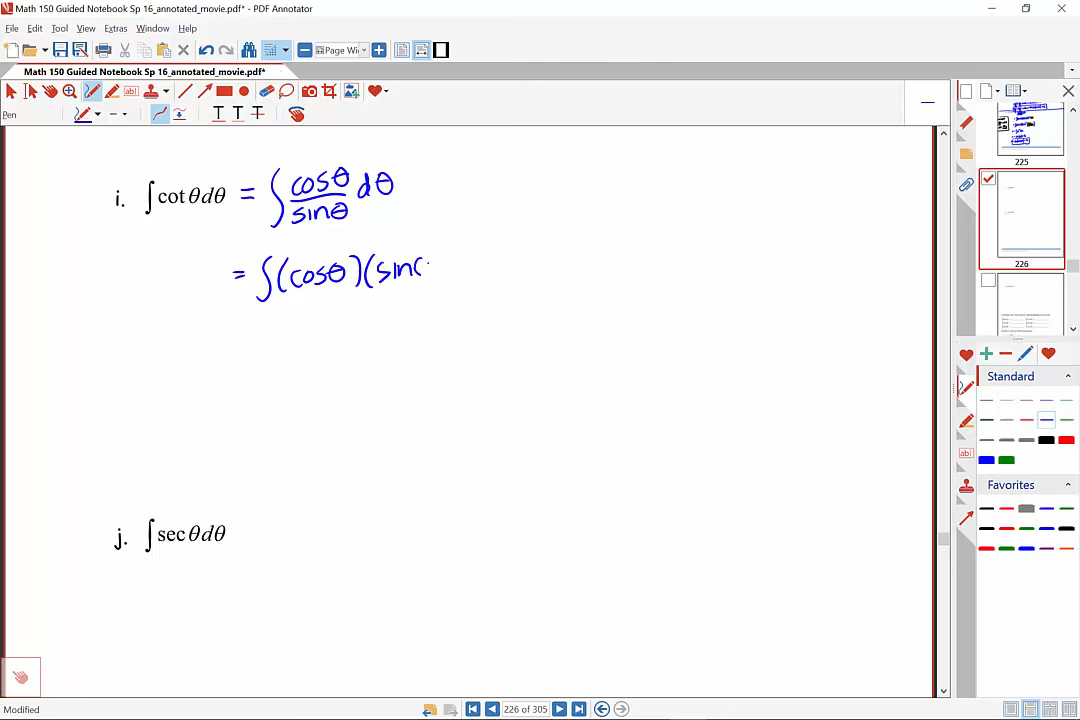 Math 150 Guided Notebook Sp 16_annotated_movie.pdf* - PDF Annotator
File Edit Tool View Extras Window Help
Page Wi
Math 150 Guided Notebook Sp 16_annotated_movie.pdf*
ab|
Pen
T T T
i. ∫ cot θ dθ = ∫ cosθ/sinθ dθ
= ∫ (cosθ)(sin(
j. ∫ sec θ dθ
225
226
Standard
ab|
Favorites
Modified
226 of 305